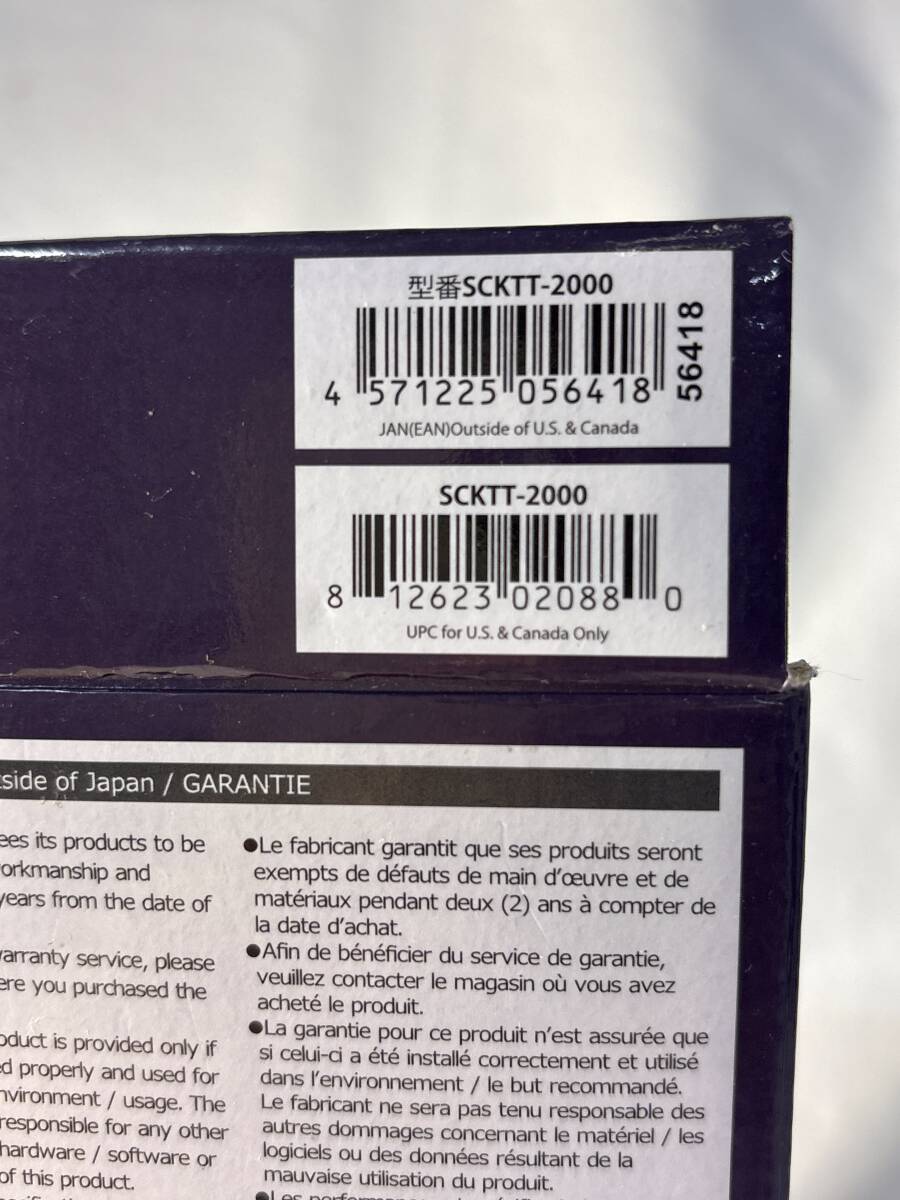 型番SCKTT-2000
4 571225 056418
56418
JAN(EAN)Outside of U.S. & Canada
SCKTT-2000
8 12623 02088 0
UPC for U.S. & Canada Only
side of Japan / GARANTIE
its products to be
and
from the date of
service, please
you purchased the
is provided only if
properly and used for
/ usage. The
responsible for any other
hardware / software or
of this product.
●Le fabricant garantit que ses produits seront
exempts de défauts de main d'œuvre et de
matériaux pendant deux (2) ans à compter de
la date d'achat.
●Afin de bénéficier du service de garantie,
veuillez contacter le magasin où vous avez
acheté le produit.
●La garantie pour ce produit n'est assurée que
si celui-ci a été installé correctement et utilisé
dans l'environnement / le but recommandé.
Le fabricant ne sera pas tenu responsable des
autres dommages concernant le matériel / les
logiciels ou des données résultant de la
mauvaise utilisation du produit.